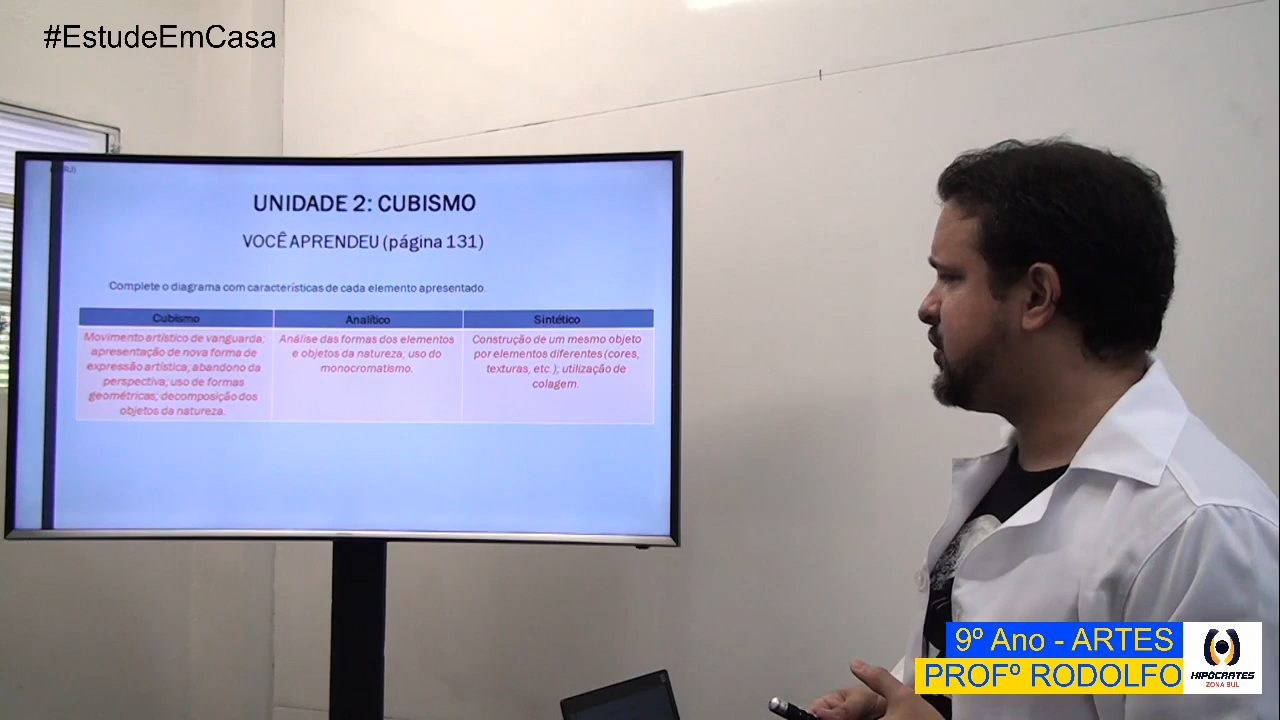 #EstudeEmCasa
UNIDADE 2: CUBISMO
VOCÊ APRENDEU (página 131)
Complete o diagrama com características de cada elemento apresentado.
Cubismo
Movimento artístico de vanguarda;
apresentação de nova forma de
expressão artística; abandono da
perspectiva; uso de formas
geométricas; decomposição dos
objetos da natureza.
Analítico
Análise das formas dos elementos
e objetos da natureza; uso do
monocromatismo.
Sintético
Construção de um mesmo objeto
por elementos diferentes (cores,
texturas, etc.); utilização de
colagem.
9º Ano - ARTES
PROFº RODOLFO
HIPÓCRATES
ZONA SUL